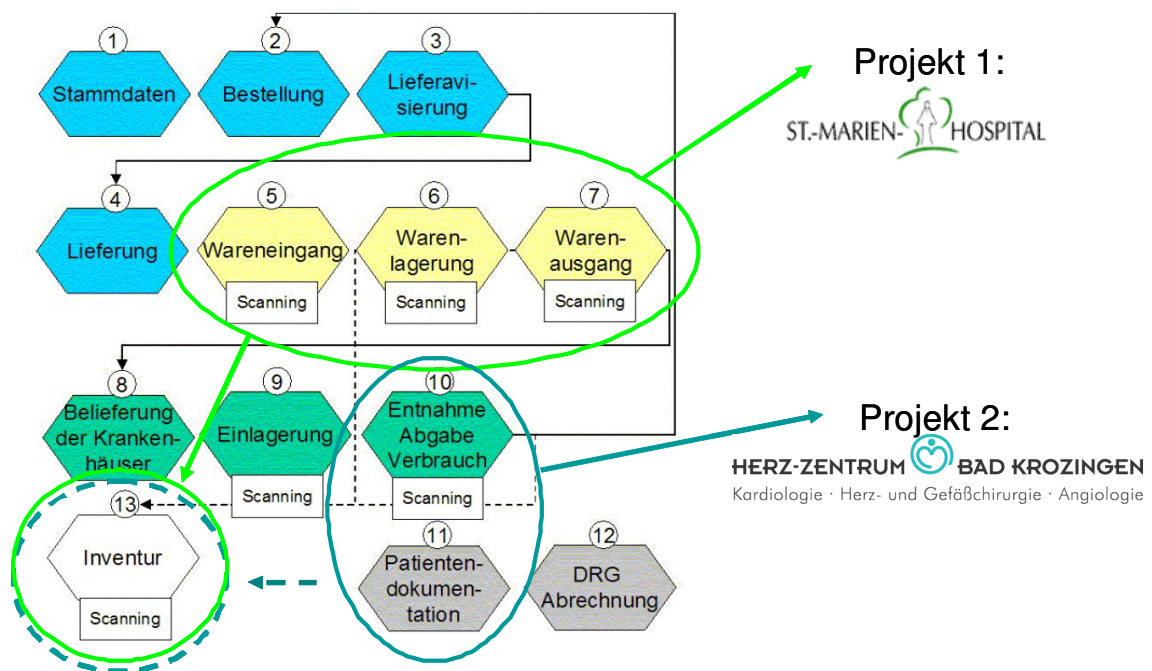 1
Stammdaten
2
Bestellung
3
Lieferavi-
sierung
Projekt 1:
ST.-MARIEN-HOSPITAL
4
Lieferung
5
Wareneingang
Scanning
6
Waren-
lagerung
Scanning
7
Waren-
ausgang
Scanning
8
Belieferung
der Kranken-
häuser
9
Einlagerung
Scanning
10
Entnahme
Abgabe
Verbrauch
Scanning
Projekt 2:
HERZ-ZENTRUM BAD KROZINGEN
Kardiologie · Herz- und Gefäßchirurgie · Angiologie
13
Inventur
Scanning
11
Patienten-
dokumen-
tation
12
DRG
Abrechnung